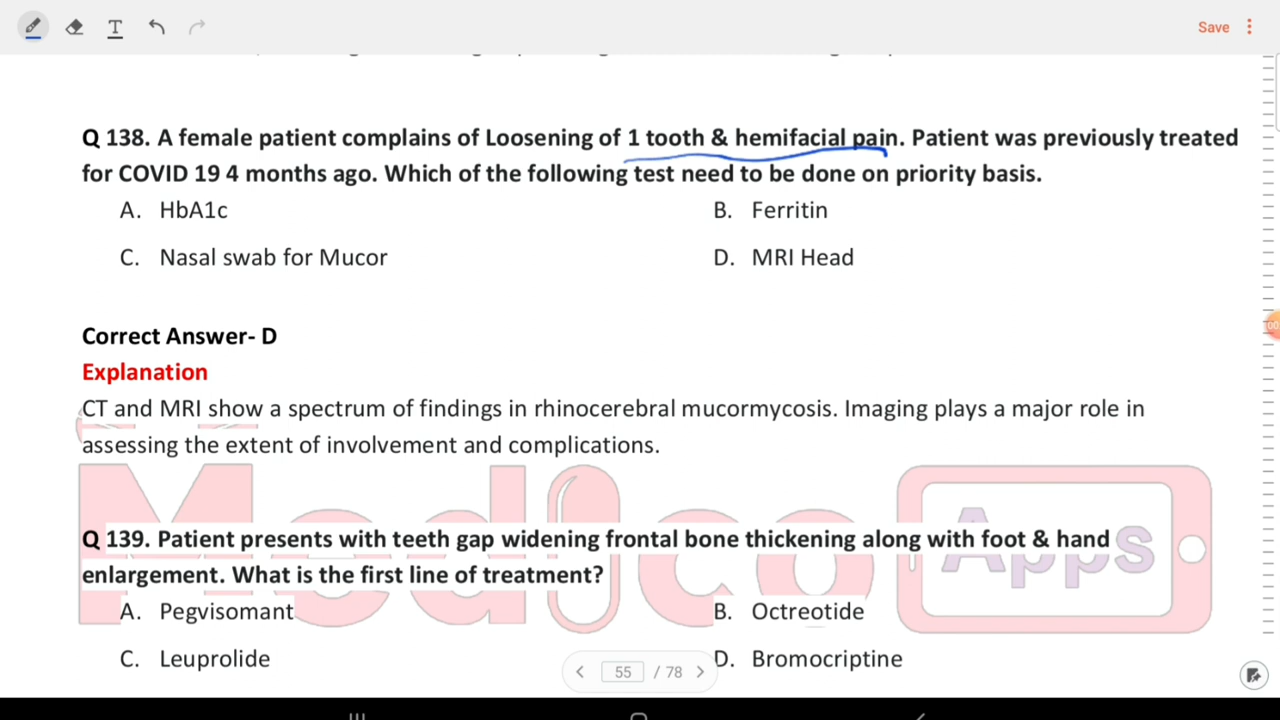 T
Save
Q 138. A female patient complains of Loosening of 1 tooth & hemifacial pain. Patient was previously treated
for COVID 19 4 months ago. Which of the following test need to be done on priority basis.
A. HbA1c
B. Ferritin
C. Nasal swab for Mucor
D. MRI Head
Correct Answer- D
Explanation
CT and MRI show a spectrum of findings in rhinocerebral mucormycosis. Imaging plays a major role in
assessing the extent of involvement and complications.
Medico Apps
Q 139. Patient presents with teeth gap widening frontal bone thickening along with foot & hand
enlargement. What is the first line of treatment?
A. Pegvisomant
B. Octreotide
C. Leuprolide
D. Bromocriptine
55 / 78